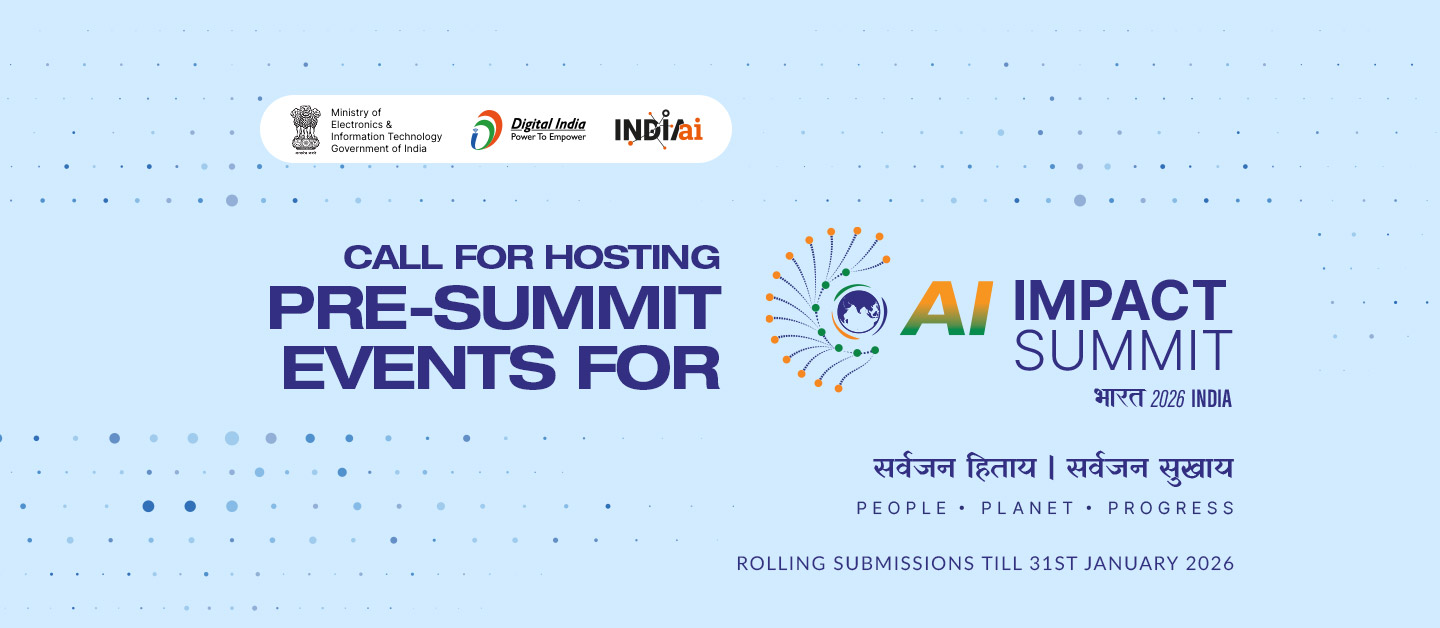 Ministry of
Electronics &
Information Technology
Government of India
Digital India
Power To Empower
INDIAai
CALL FOR HOSTING
PRE-SUMMIT
EVENTS FOR
AI IMPACT
SUMMIT
भारत 2026 INDIA
सर्वजन हिताय | सर्वजन सुखाय
PEOPLE • PLANET • PROGRESS
ROLLING SUBMISSIONS TILL 31ST JANUARY 2026